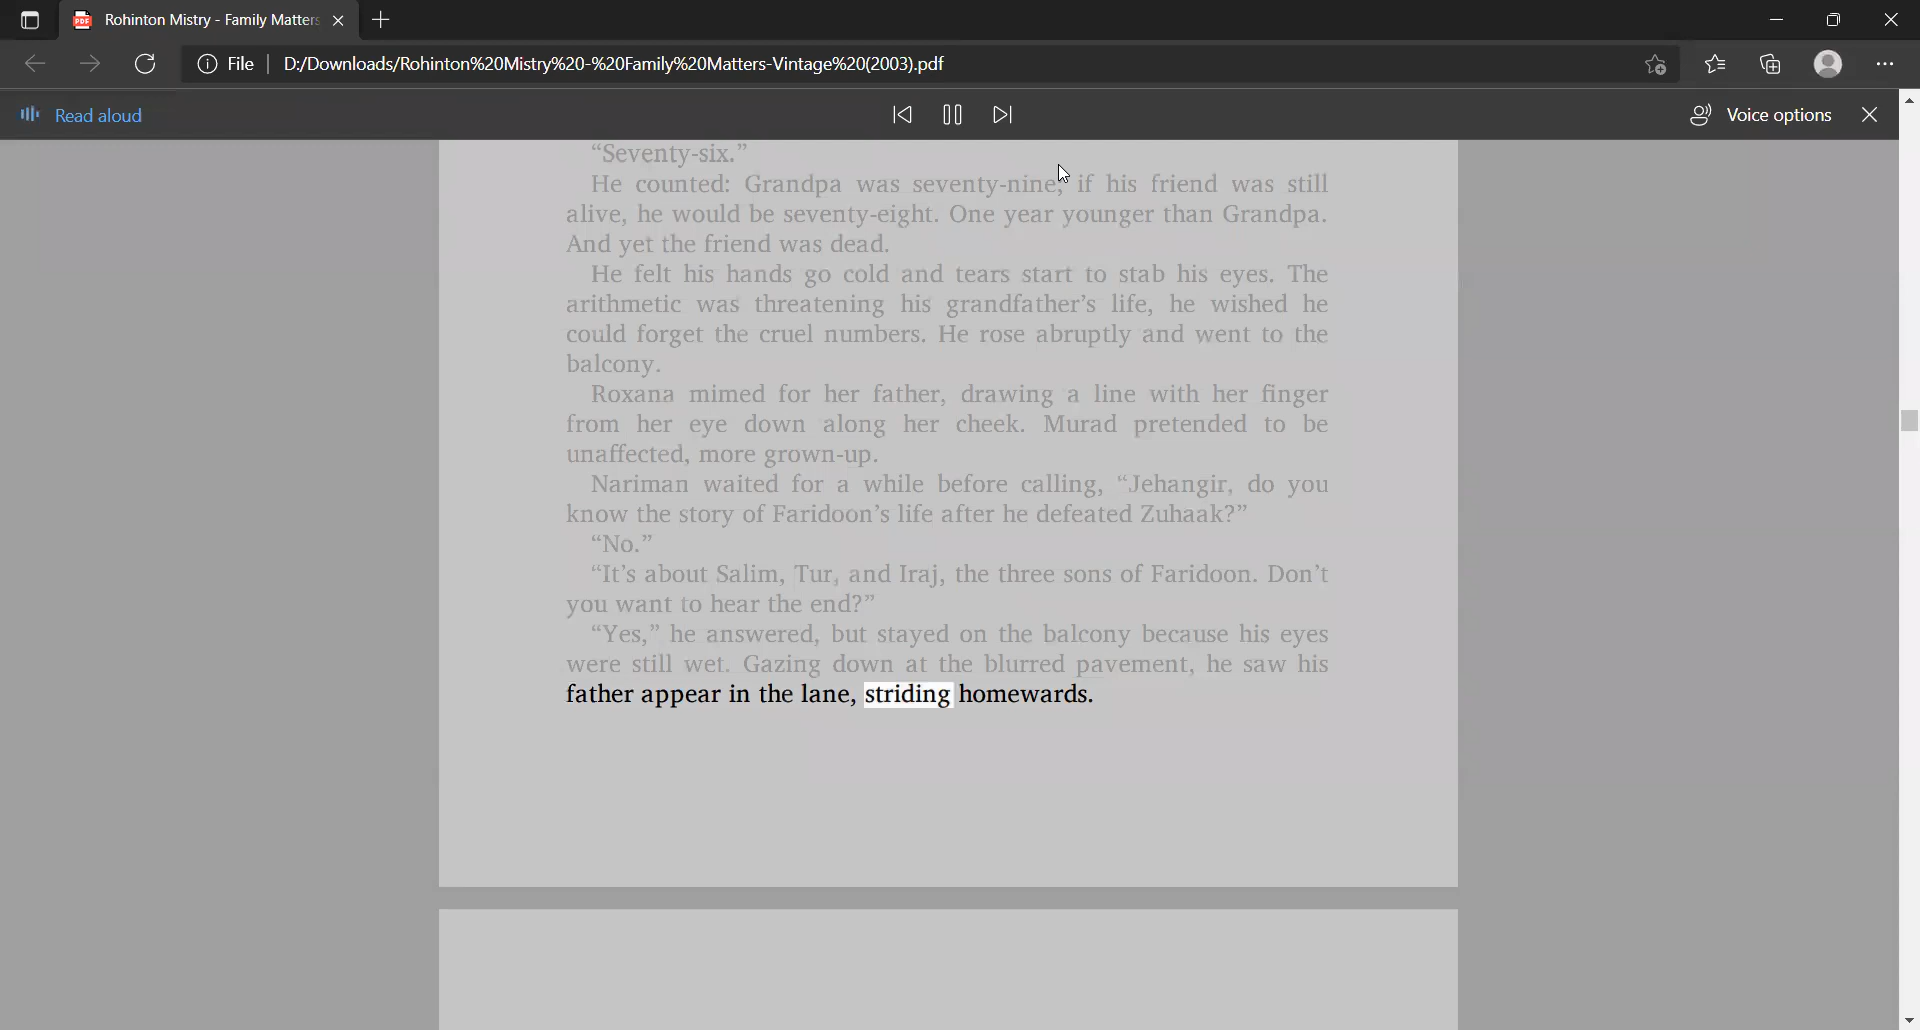 Rohinton Mistry - Family Matters
File
D:/Downloads/Rohinton%20Mistry%20-%20Family%20Matters-Vintage%20(2003).pdf
Read aloud
Voice options
“Seventy-six.”
He counted: Grandpa was seventy-nine; if his friend was still
alive, he would be seventy-eight. One year younger than Grandpa.
And yet the friend was dead.
He felt his hands go cold and tears start to stab his eyes. The
arithmetic was threatening his grandfather’s life, he wished he
could forget the cruel numbers. He rose abruptly and went to the
balcony.
Roxana mimed for her father, drawing a line with her finger
from her eye down along her cheek. Murad pretended to be
unaffected, more grown-up.
Nariman waited for a while before calling, “Jehangir, do you
know the story of Faridoon’s life after he defeated Zuhaak?”
“No.”
“It’s about Salim, Tur, and Iraj, the three sons of Faridoon. Don’t
you want to hear the end?”
“Yes,” he answered, but stayed on the balcony because his eyes
were still wet. Gazing down at the blurred pavement, he saw his
father appear in the lane, striding homewards.